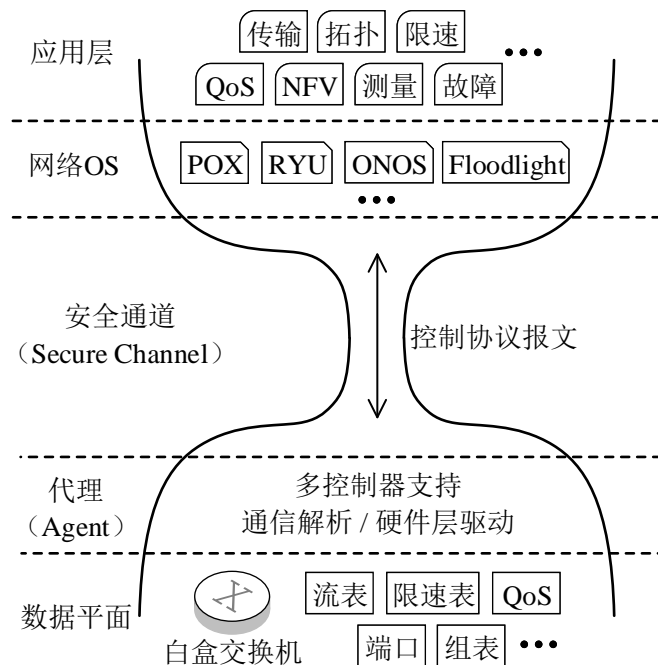 应用层
传输 拓扑 限速
QoS NFV 测量 故障 •••
网络OS
POX RYU ONOS Floodlight
•••
安全通道
（Secure Channel）
控制协议报文
代理
（Agent）
多控制器支持
通信解析 / 硬件层驱动
数据平面
白盒交换机
流表 限速表 QoS
端口 组表 •••